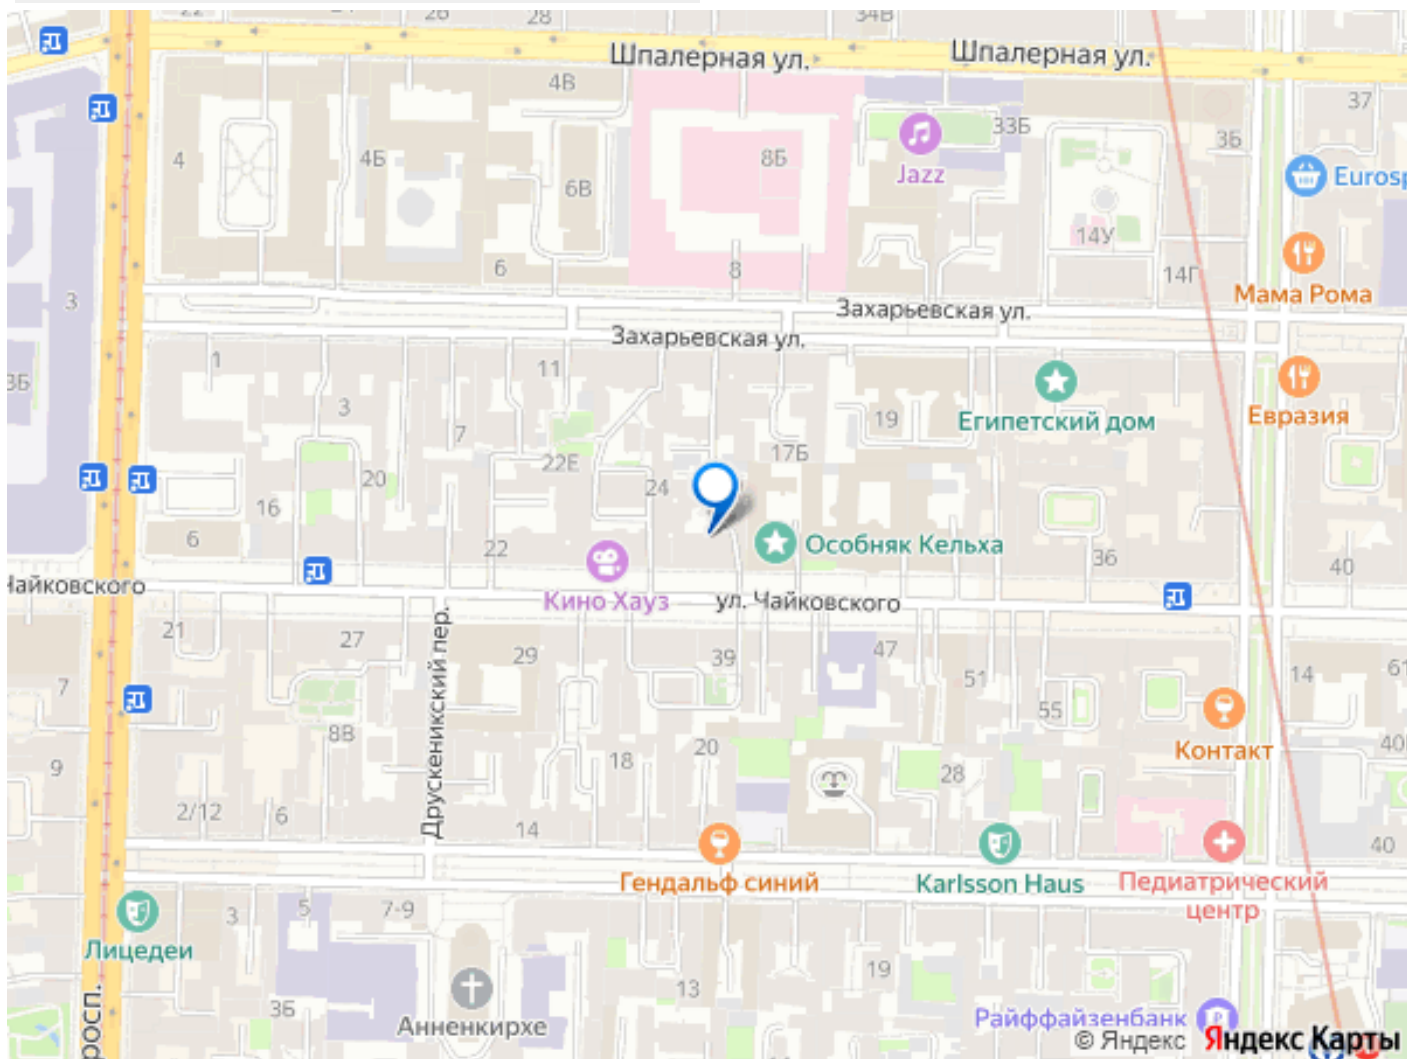 22
26
28
34В
Шпалерная ул.
Шпалерная ул.
4В
37
4
4Б
6В
8Б
Jazz
33Б
3Б
Eurosp
14У
14Г
6
8
3
Мама Рома
Захарьевская ул.
Захарьевская ул.
1
11
3Б
3
7
19
Египетский дом
Евразия
17Б
22Е
20
24
16
6
22
Особняк Кельха
36
40
Чайковского
Кино Хауз
ул. Чайковского
21
27
29
39
47
51
55
14
61
7
Друскеникский пер.
8В
18
20
28
Контакт
40
9
2/12
6
14
40
Гендальф синий
Karlsson Haus
Педиатрический
центр
3
5
7-9
Лицедеи
3Б
13
19
росп.
Анненкирхе
Райффайзенбанк
© Яндекс Яндекс Карты